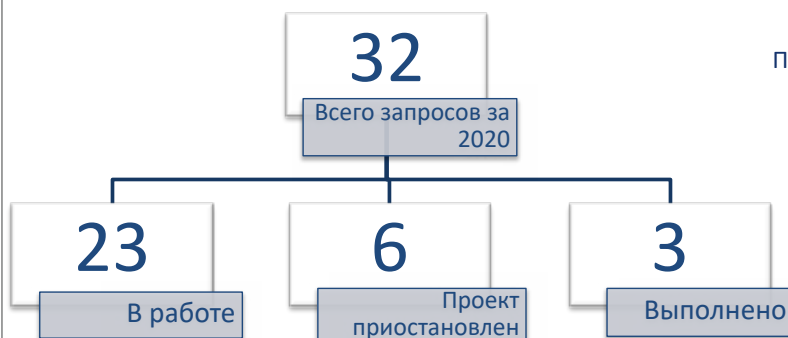 32
Всего запросов за
2020
П
23
В работе
6
Проект
приостановлен
3
Выполнено